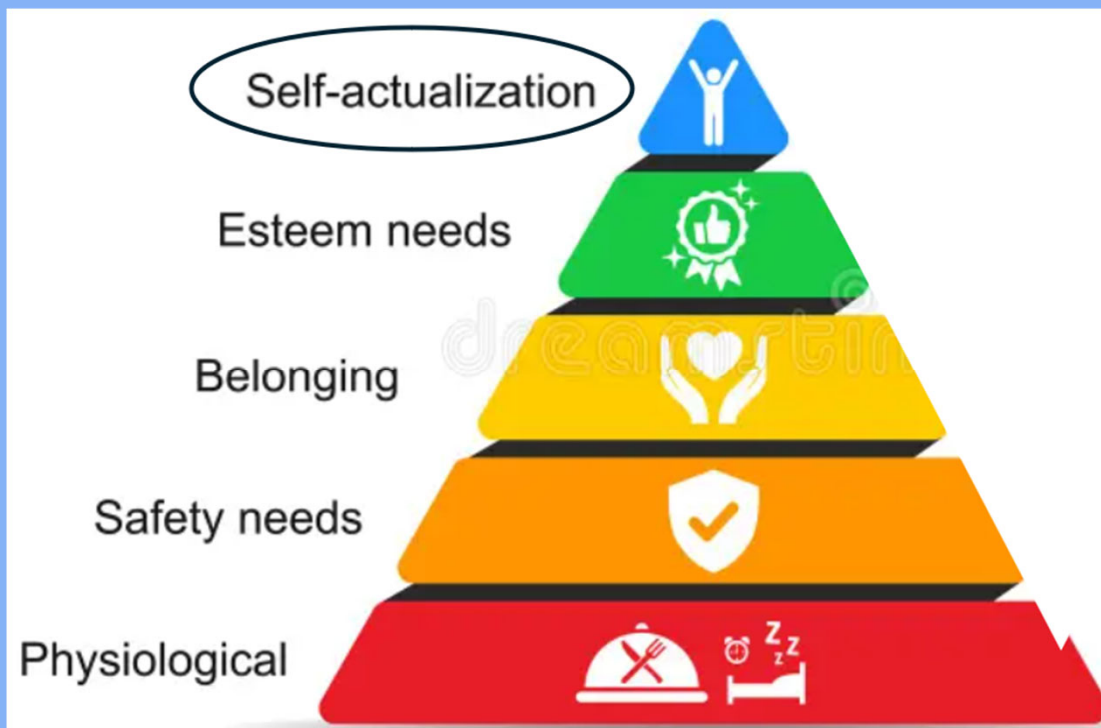 Self-actualization
Esteem needs
Belonging
Safety needs
Physiological
z
z
z
z